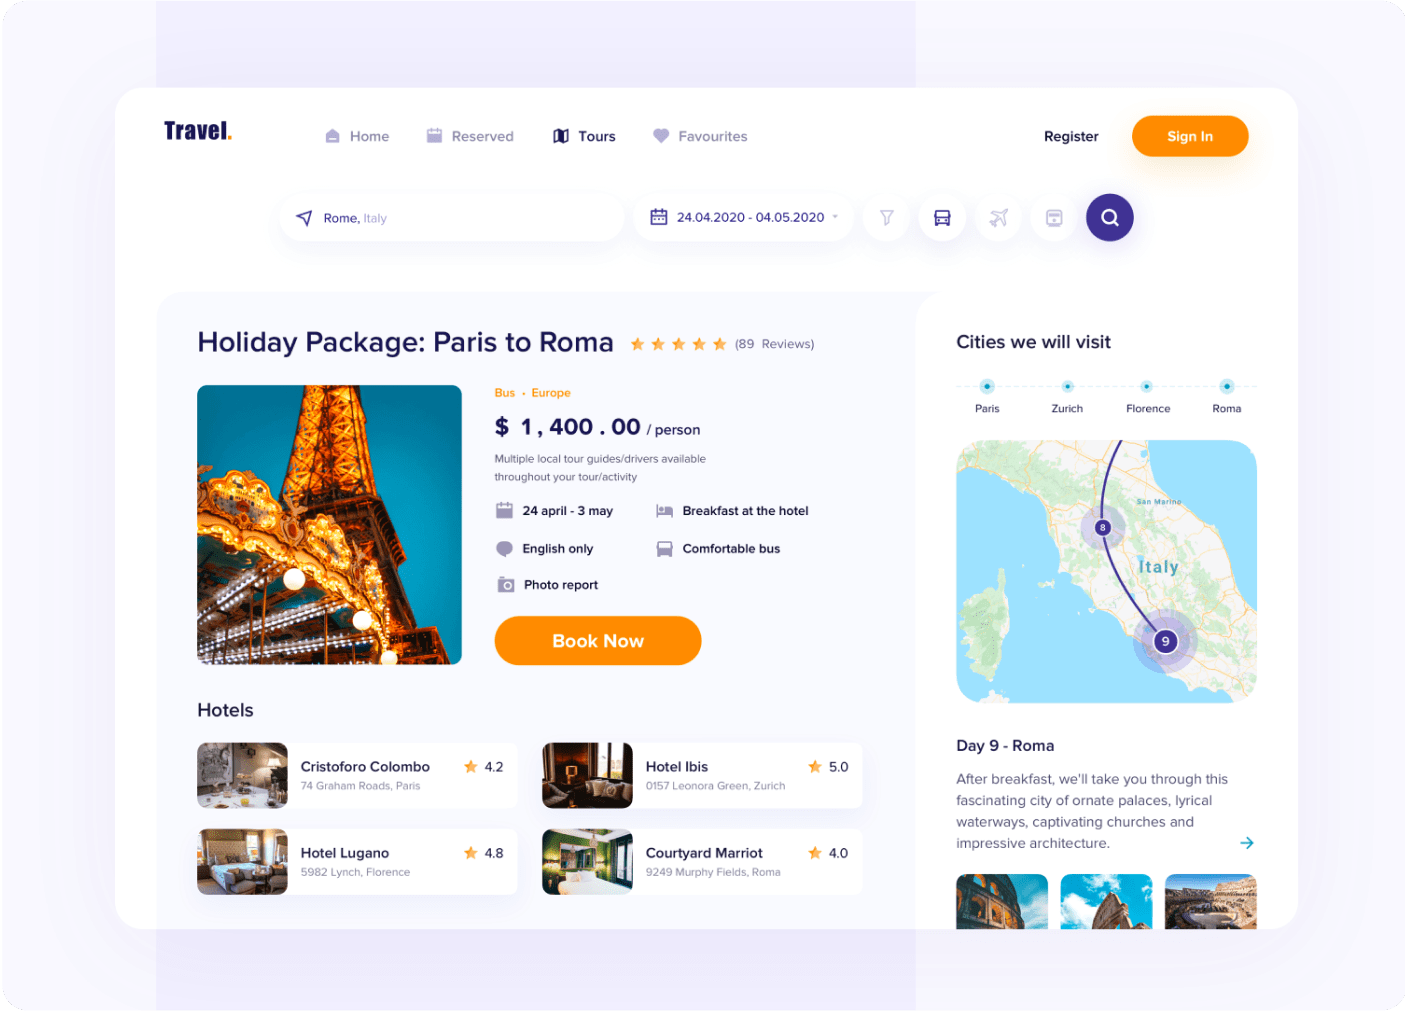 Travel.
Home
Reserved
Tours
Favourites
Register
Sign In
Rome, Italy
24.04.2020 - 04.05.2020
Holiday Package: Paris to Roma
(89 Reviews)
Bus • Europe
$ 1,400.00 / person
Multiple local tour guides/drivers available
throughout your tour/activity
24 april - 3 may
Breakfast at the hotel
English only
Comfortable bus
Photo report
Book Now
Hotels
Cristoforo Colombo
4.2
74 Graham Roads, Paris
Hotel Ibis
5.0
0157 Leonora Green, Zurich
Hotel Lugano
4.8
5982 Lynch, Florence
Courtyard Marriot
4.0
9249 Murphy Fields, Roma
Cities we will visit
Paris
Zurich
Florence
Roma
San Marino
8
Italy
9
Day 9 - Roma
After breakfast, we'll take you through this
fascinating city of ornate palaces, lyrical
waterways, captivating churches and
impressive architecture.